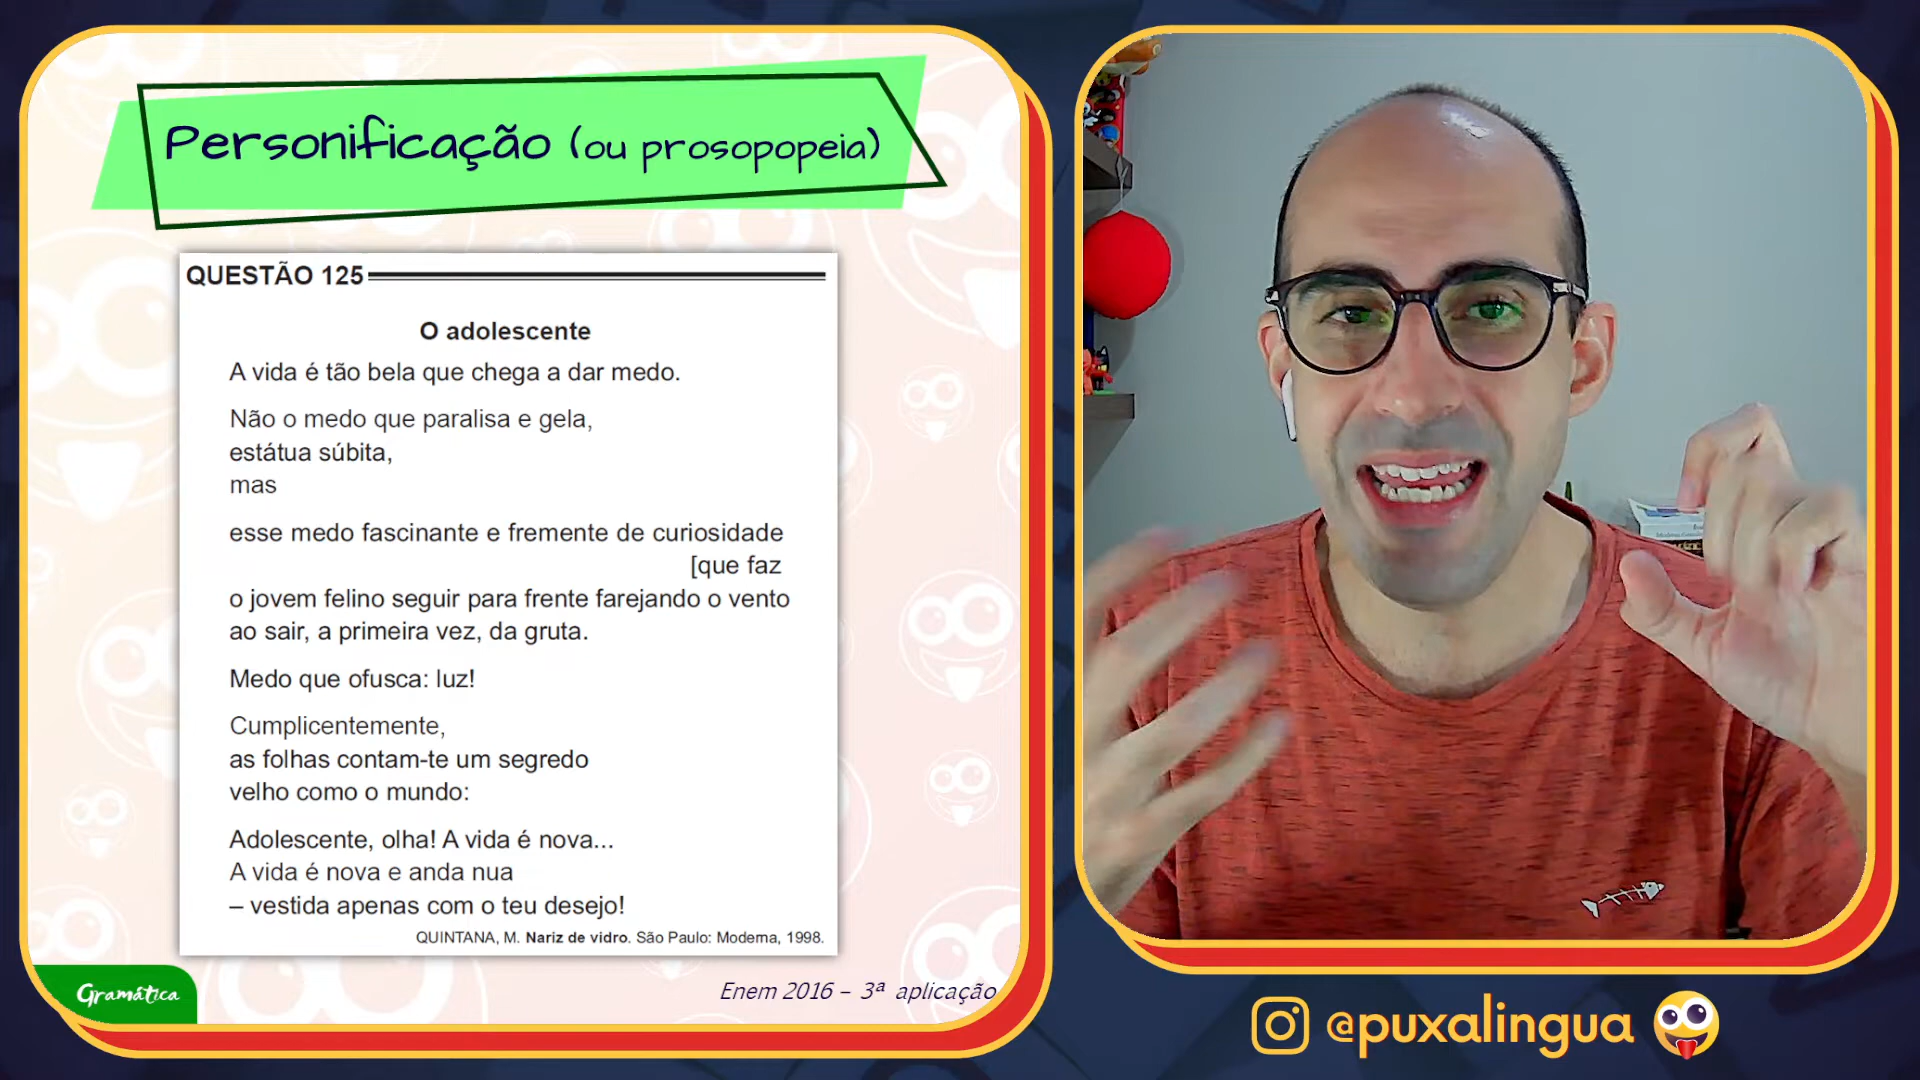 Personificação (ou prosopopeia)
QUESTÃO 125
O adolescente
A vida é tão bela que chega a dar medo.
Não o medo que paralisa e gela,
estátua súbita,
mas
esse medo fascinante e fremente de curiosidade
[que faz
o jovem felino seguir para frente farejando o vento
ao sair, a primeira vez, da gruta.
Medo que ofusca: luz!
Cumplicentemente,
as folhas contam-te um segredo
velho como o mundo:
Adolescente, olha! A vida é nova...
A vida é nova e anda nua
– vestida apenas com o teu desejo!
QUINTANA, M. Nariz de vidro. São Paulo: Moderna, 1998.
Gramática
Enem 2016 – 3ª aplicação
@puxalingua